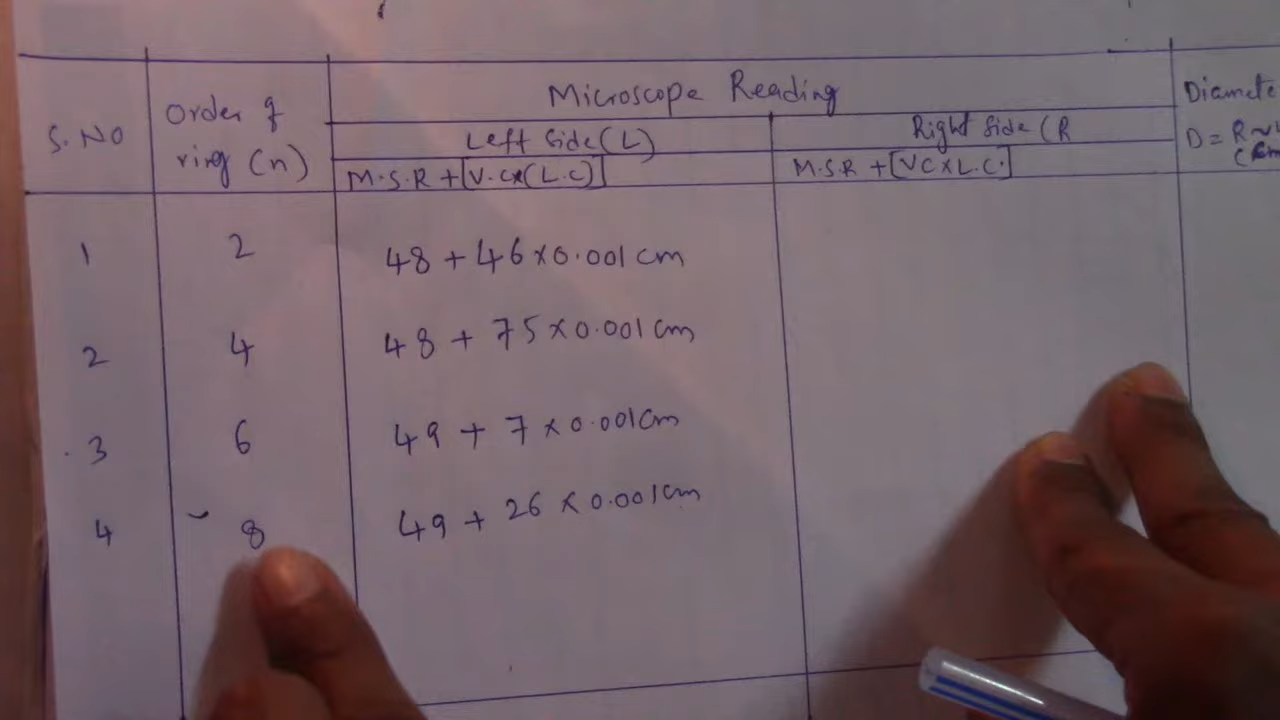 S.NO
Order of
ring (n)
Microscope Reading
Left Side (L)
Right Side (R
M.S.R + [V.C x (L.C)]
M.S.R + [VC x L.C.]
Diamete
D = R ~
1 2 48 + 46 x 0.001 cm
2 4 48 + 75 x 0.001 cm
3 6 49 + 7 x 0.001 cm
4 8 49 + 26 x 0.001 cm